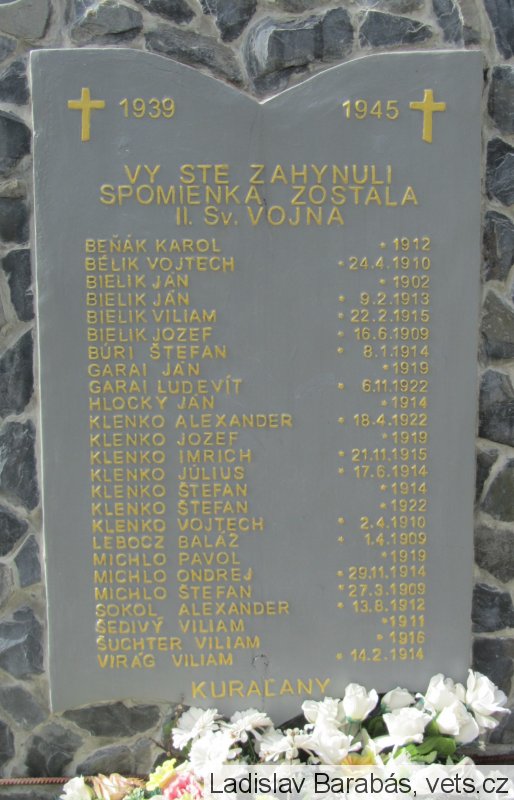 1939 1945
VY STE ZAHYNULI
SPOMIENKA ZOSTALA
II. Sv. VOJNA
BEŇÁK KAROL * 1912
BÉLIK VOJTECH * 24.4.1910
BIELIK JÁN * 1902
BIELIK JÁN * 9.2.1913
BIELIK VILIAM * 22.2.1915
BIELIK JOZEF * 16.6.1909
BÚRI ŠTEFAN * 8.1.1914
GARAI JÁN * 1919
GARAI ĽUDEVÍT * 6.11.1922
HLOCKÝ JÁN * 1914
KLENKO ALEXANDER * 18.4.1922
KLENKO JOZEF * 1919
KLENKO IMRICH * 21.11.1915
KLENKO JÚLIUS * 17.6.1914
KLENKO ŠTEFAN * 1914
KLENKO ŠTEFAN * 1922
KLENKO VOJTECH * 2.4.1910
LEBOCZ BALÁŽ * 1.4.1909
MICHLO PAVOL * 1919
MICHLO ONDREJ * 29.11.1914
MICHLO ŠTEFAN * 27.3.1909
SOKOL ALEXANDER * 13.8.1912
ŠEDIVÝ VILIAM * 1911
ŠUCHTER VILIAM * 1916
VIRÁG VILIAM * 14.2.1914
KURAĽANY
Ladislav Barabás, vets.cz